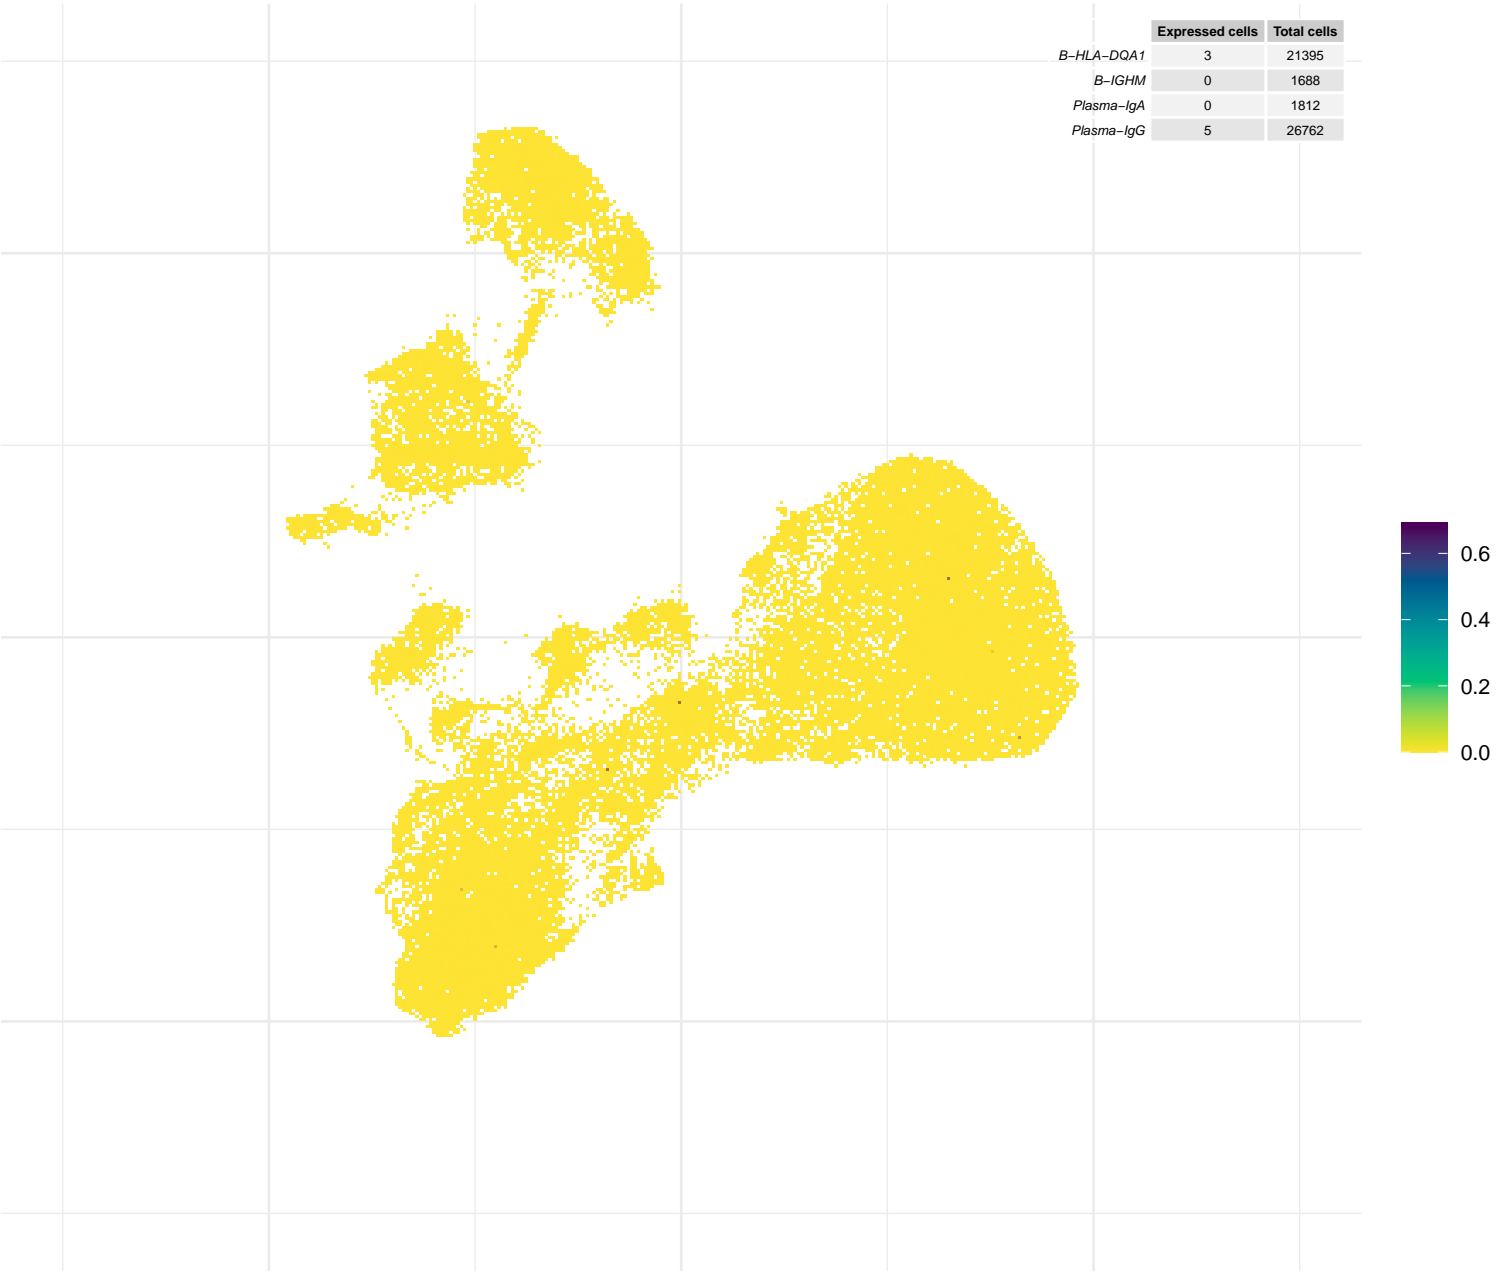 Expressed cells Total cells
B−HLA−DQA1 3 21395
B−IGHM 0 1688
Plasma−IgA 0 1812
Plasma−IgG 5 26762
0.6
0.4
0.2
0.0